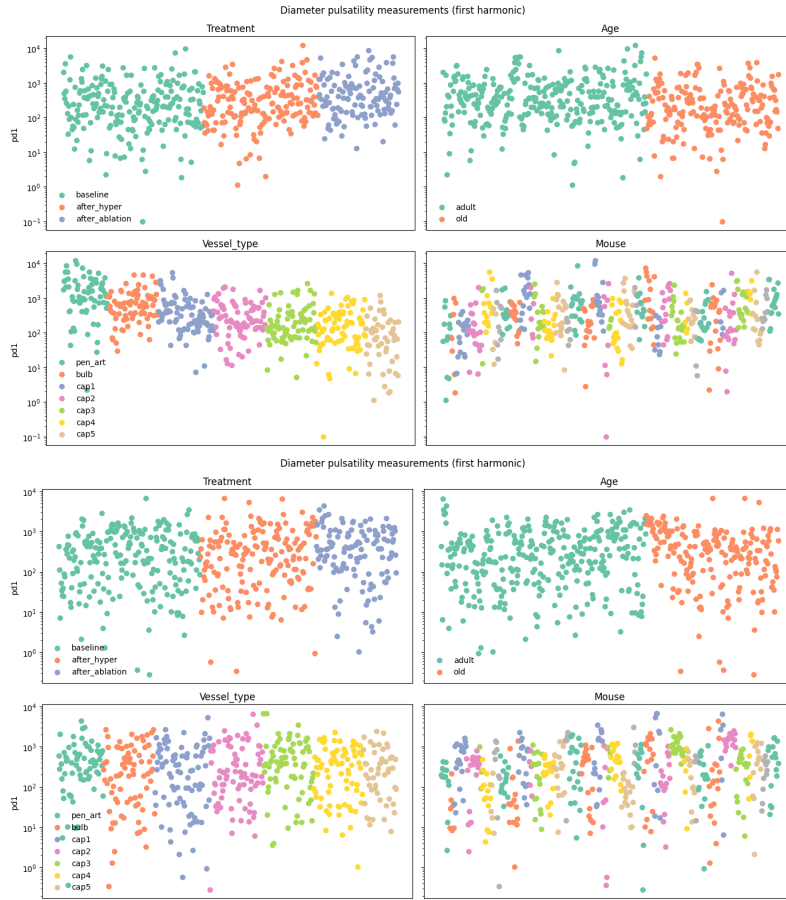 Diameter pulsatility measurements (first harmonic)
Treatment
Age
10⁴
10³
10²
10¹
10⁰
10⁻¹
pd1
baseline
after_hyper
after_ablation
adult
old
Vessel_type
Mouse
10⁴
10³
10²
10¹
10⁰
10⁻¹
pd1
pen_art
bulb
cap1
cap2
cap3
cap4
cap5
Diameter pulsatility measurements (first harmonic)
Treatment
Age
10⁴
10³
10²
10¹
10⁰
pd1
baseline
after_hyper
after_ablation
adult
old
Vessel_type
Mouse
10⁴
10³
10²
10¹
10⁰
pd1
pen_art
bulb
cap1
cap2
cap3
cap4
cap5